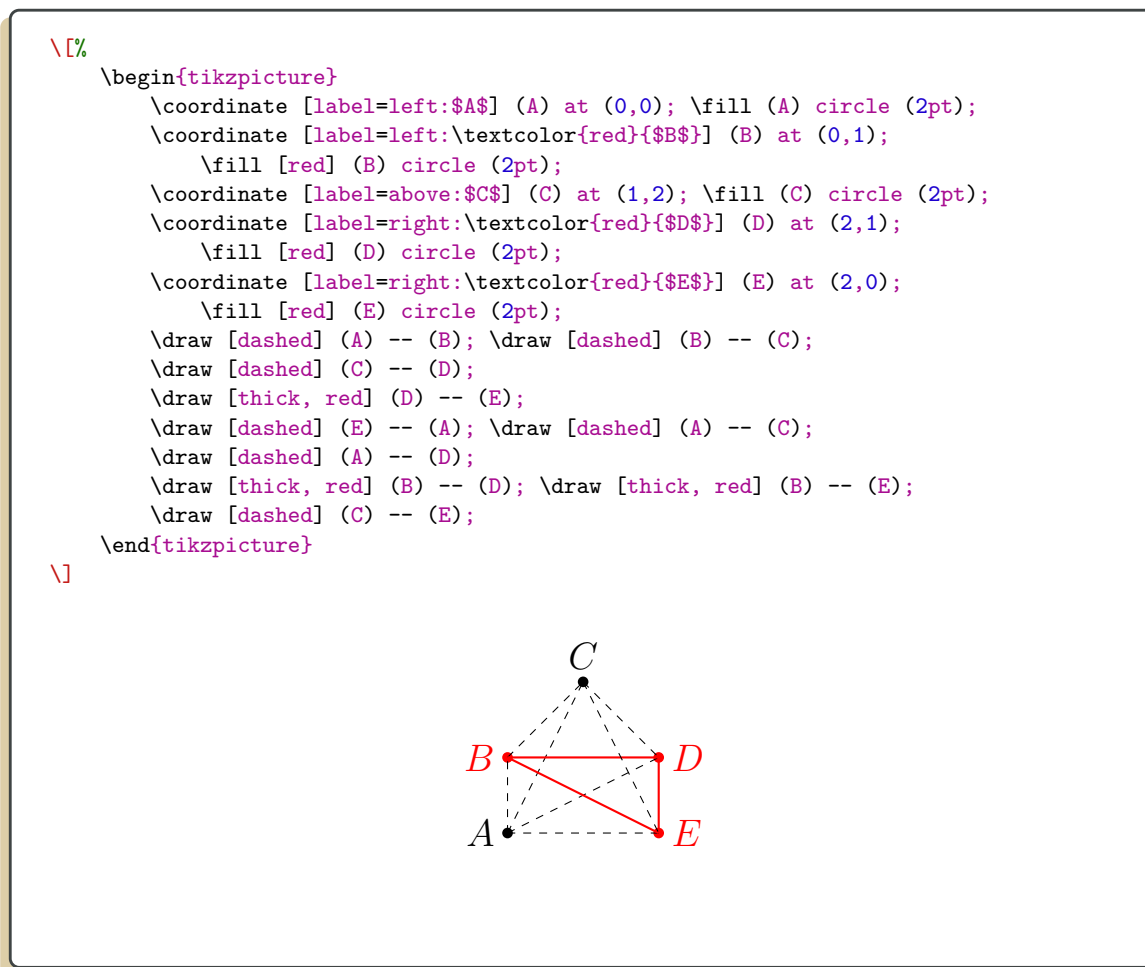 \[%
    \begin{tikzpicture}
        \coordinate [label=left:$A$] (A) at (0,0); \fill (A) circle (2pt);
        \coordinate [label=left:\textcolor{red}{$B$}] (B) at (0,1);
            \fill [red] (B) circle (2pt);
        \coordinate [label=above:$C$] (C) at (1,2); \fill (C) circle (2pt);
        \coordinate [label=right:\textcolor{red}{$D$}] (D) at (2,1);
            \fill [red] (D) circle (2pt);
        \coordinate [label=right:\textcolor{red}{$E$}] (E) at (2,0);
            \fill [red] (E) circle (2pt);
        \draw [dashed] (A) -- (B); \draw [dashed] (B) -- (C);
        \draw [dashed] (C) -- (D);
        \draw [thick, red] (D) -- (E);
        \draw [dashed] (E) -- (A); \draw [dashed] (A) -- (C);
        \draw [dashed] (A) -- (D);
        \draw [thick, red] (B) -- (D); \draw [thick, red] (B) -- (E);
        \draw [dashed] (C) -- (E);
    \end{tikzpicture}
\]
C
B D
A E